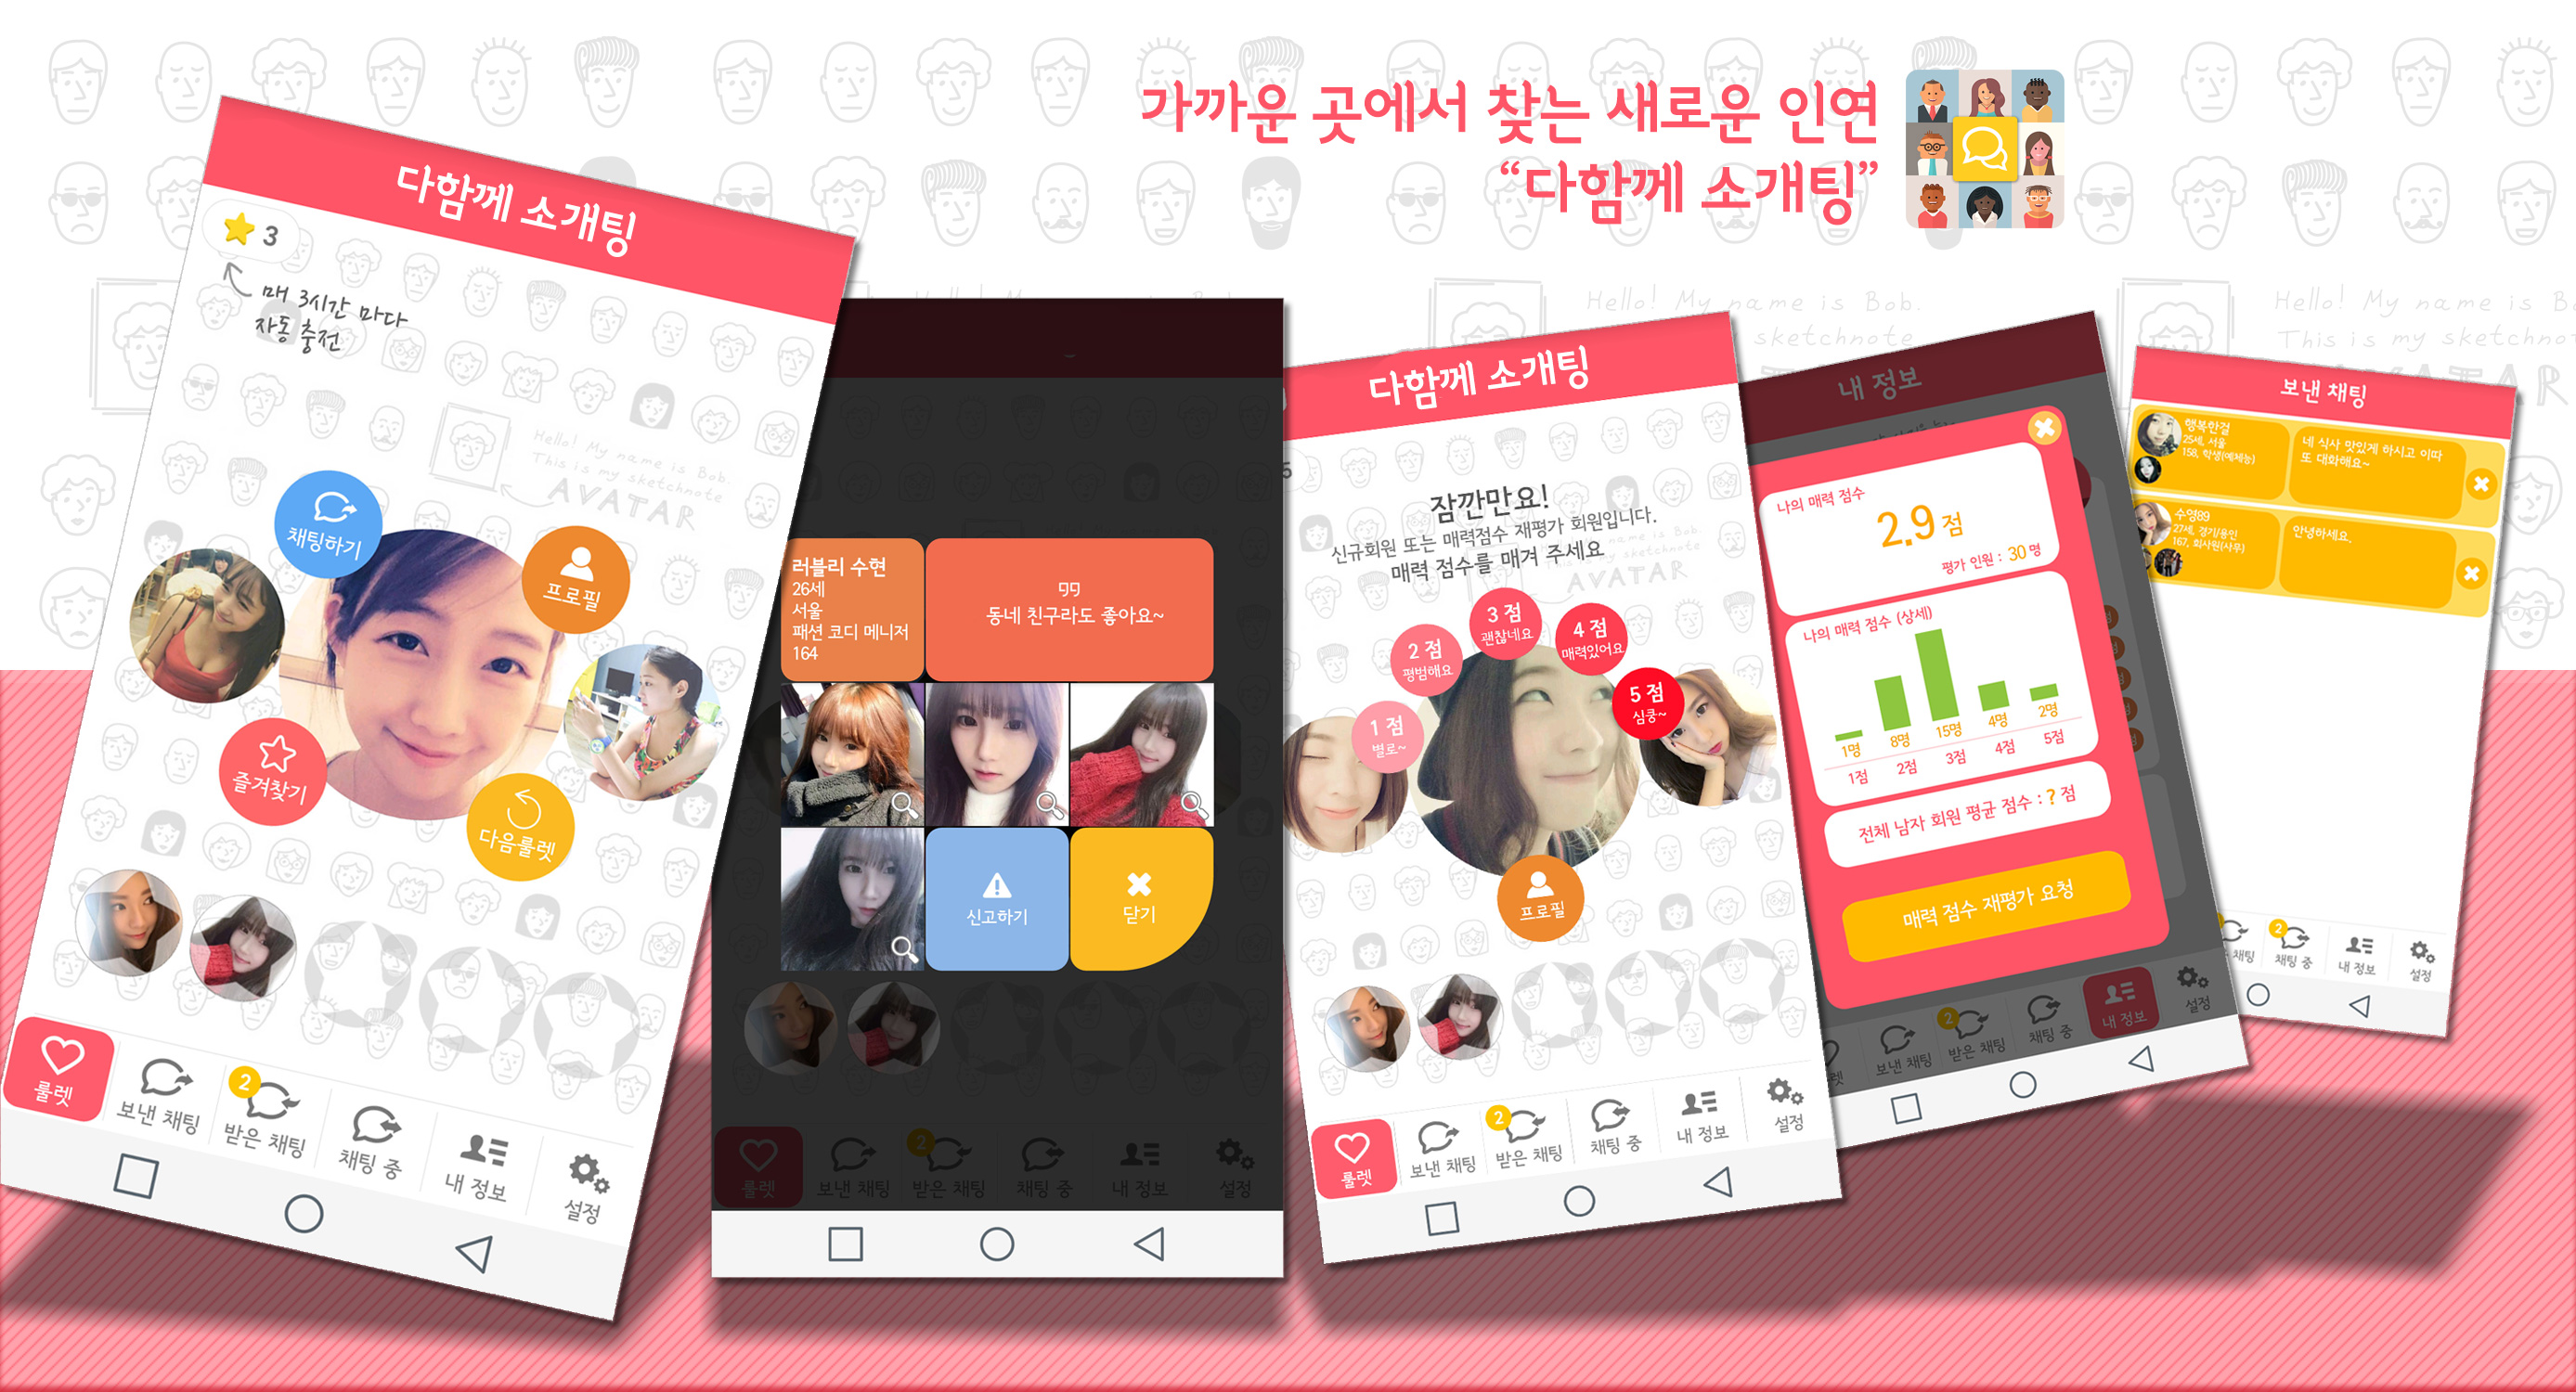 가까운 곳에서 찾는 새로운 인연
“다함께 소개팅”
다함께 소개팅
3
매 3시간 마다
자동 충전
Hello! My name is Bob.
This is my sketchnote
AVATAR
채팅하기
프로필
즐겨찾기
다음룰렛
룰렛
보낸 채팅
2
받은 채팅
채팅 중
내 정보
설정
러블리 수현
26세
서울
패션 코디 메니저
164
동네 친구라도 좋아요~
신고하기
닫기
룰렛
보낸 채팅
2
받은 채팅
채팅 중
내 정보
설정
Hello! My name is Bob.
sketchnote
다함께 소개팅
잠깐만요!
신규회원 또는 매력점수 재평가 회원입니다.
매력 점수를 매겨 주세요
AVATAR
1 점
별로~
2 점
평범해요
3 점
괜찮네요
4 점
매력있어요
5 점
심쿵~
프로필
룰렛
보낸 채팅
2
받은 채팅
채팅 중
내 정보
설정
내 정보
나의 매력 점수
2.9 점
평가 인원 : 30 명
나의 매력 점수 (상세)
1명 8명 15명 4명 2명
1점 2점 3점 4점 5점
전체 남자 회원 평균 점수 : ? 점
매력 점수 재평가 요청
보낸 채팅
2
받은 채팅
채팅 중
내 정보
설정
Hello! My name is B
This is my sketchnot
보낸 채팅
행복한걸
25세, 서울
158, 학생(예체능)
네 식사 맛있게 하시고 이따
또 대화해요~
수영89
27세, 경기/용인
167, 회사원(사무)
안녕하세요.
채팅
2
채팅 중
내 정보
설정